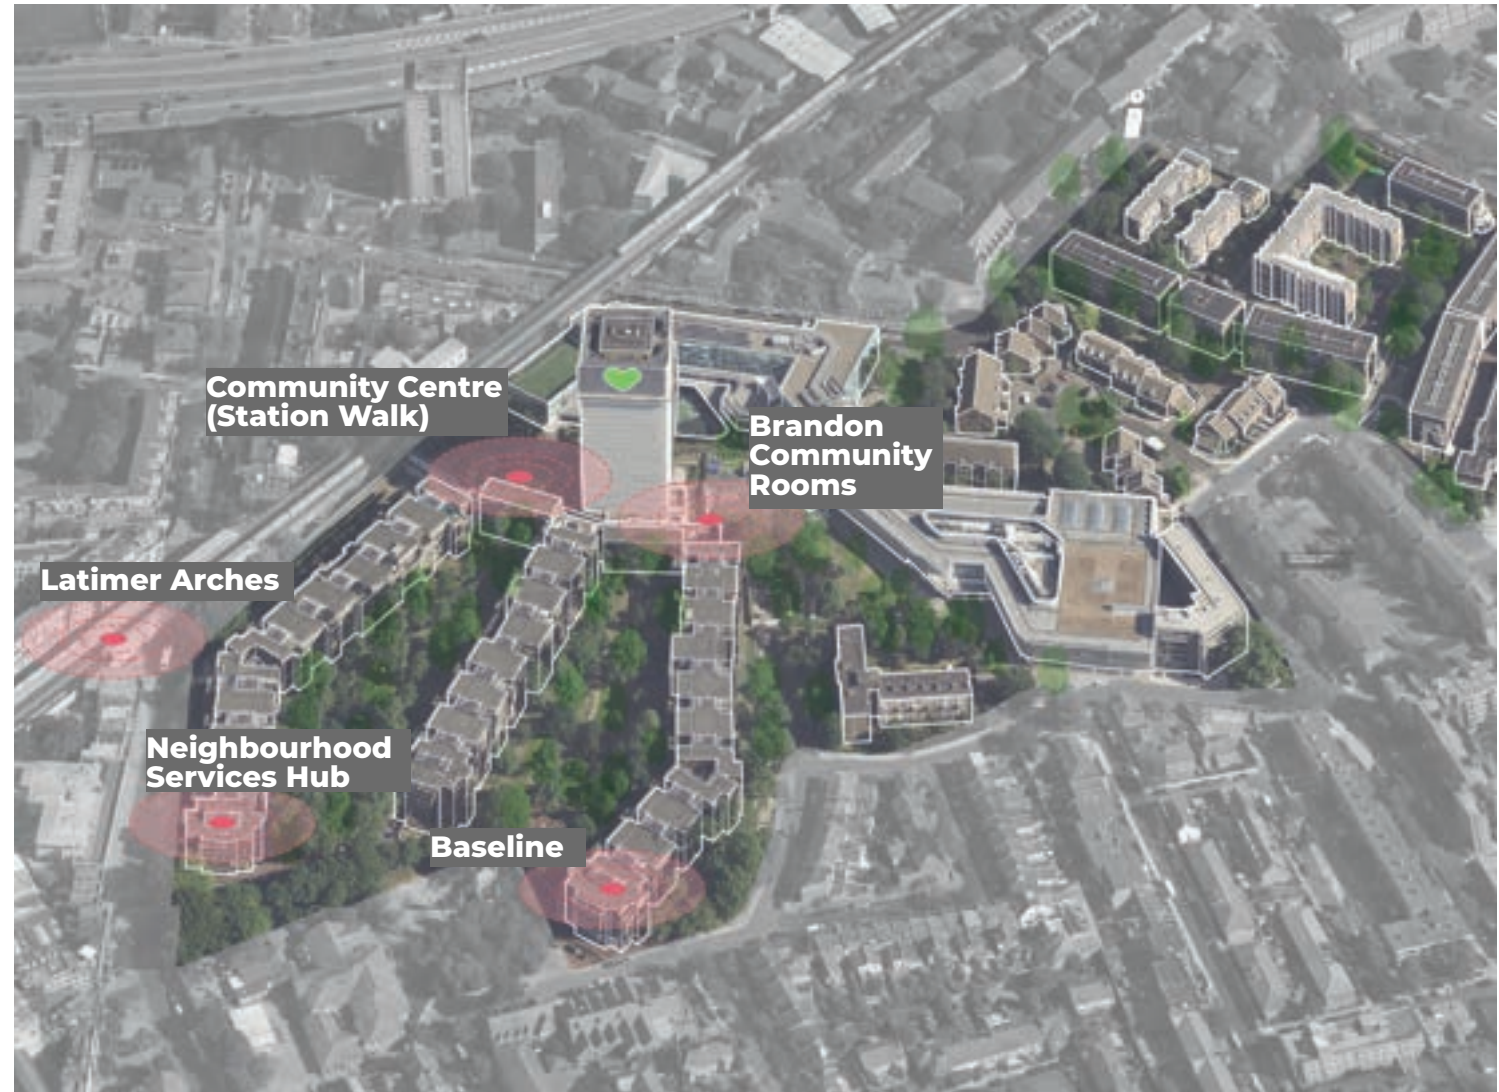 Community Centre
(Station Walk)
Brandon
Community
Rooms
Latimer Arches
Neighbourhood
Services Hub
Baseline